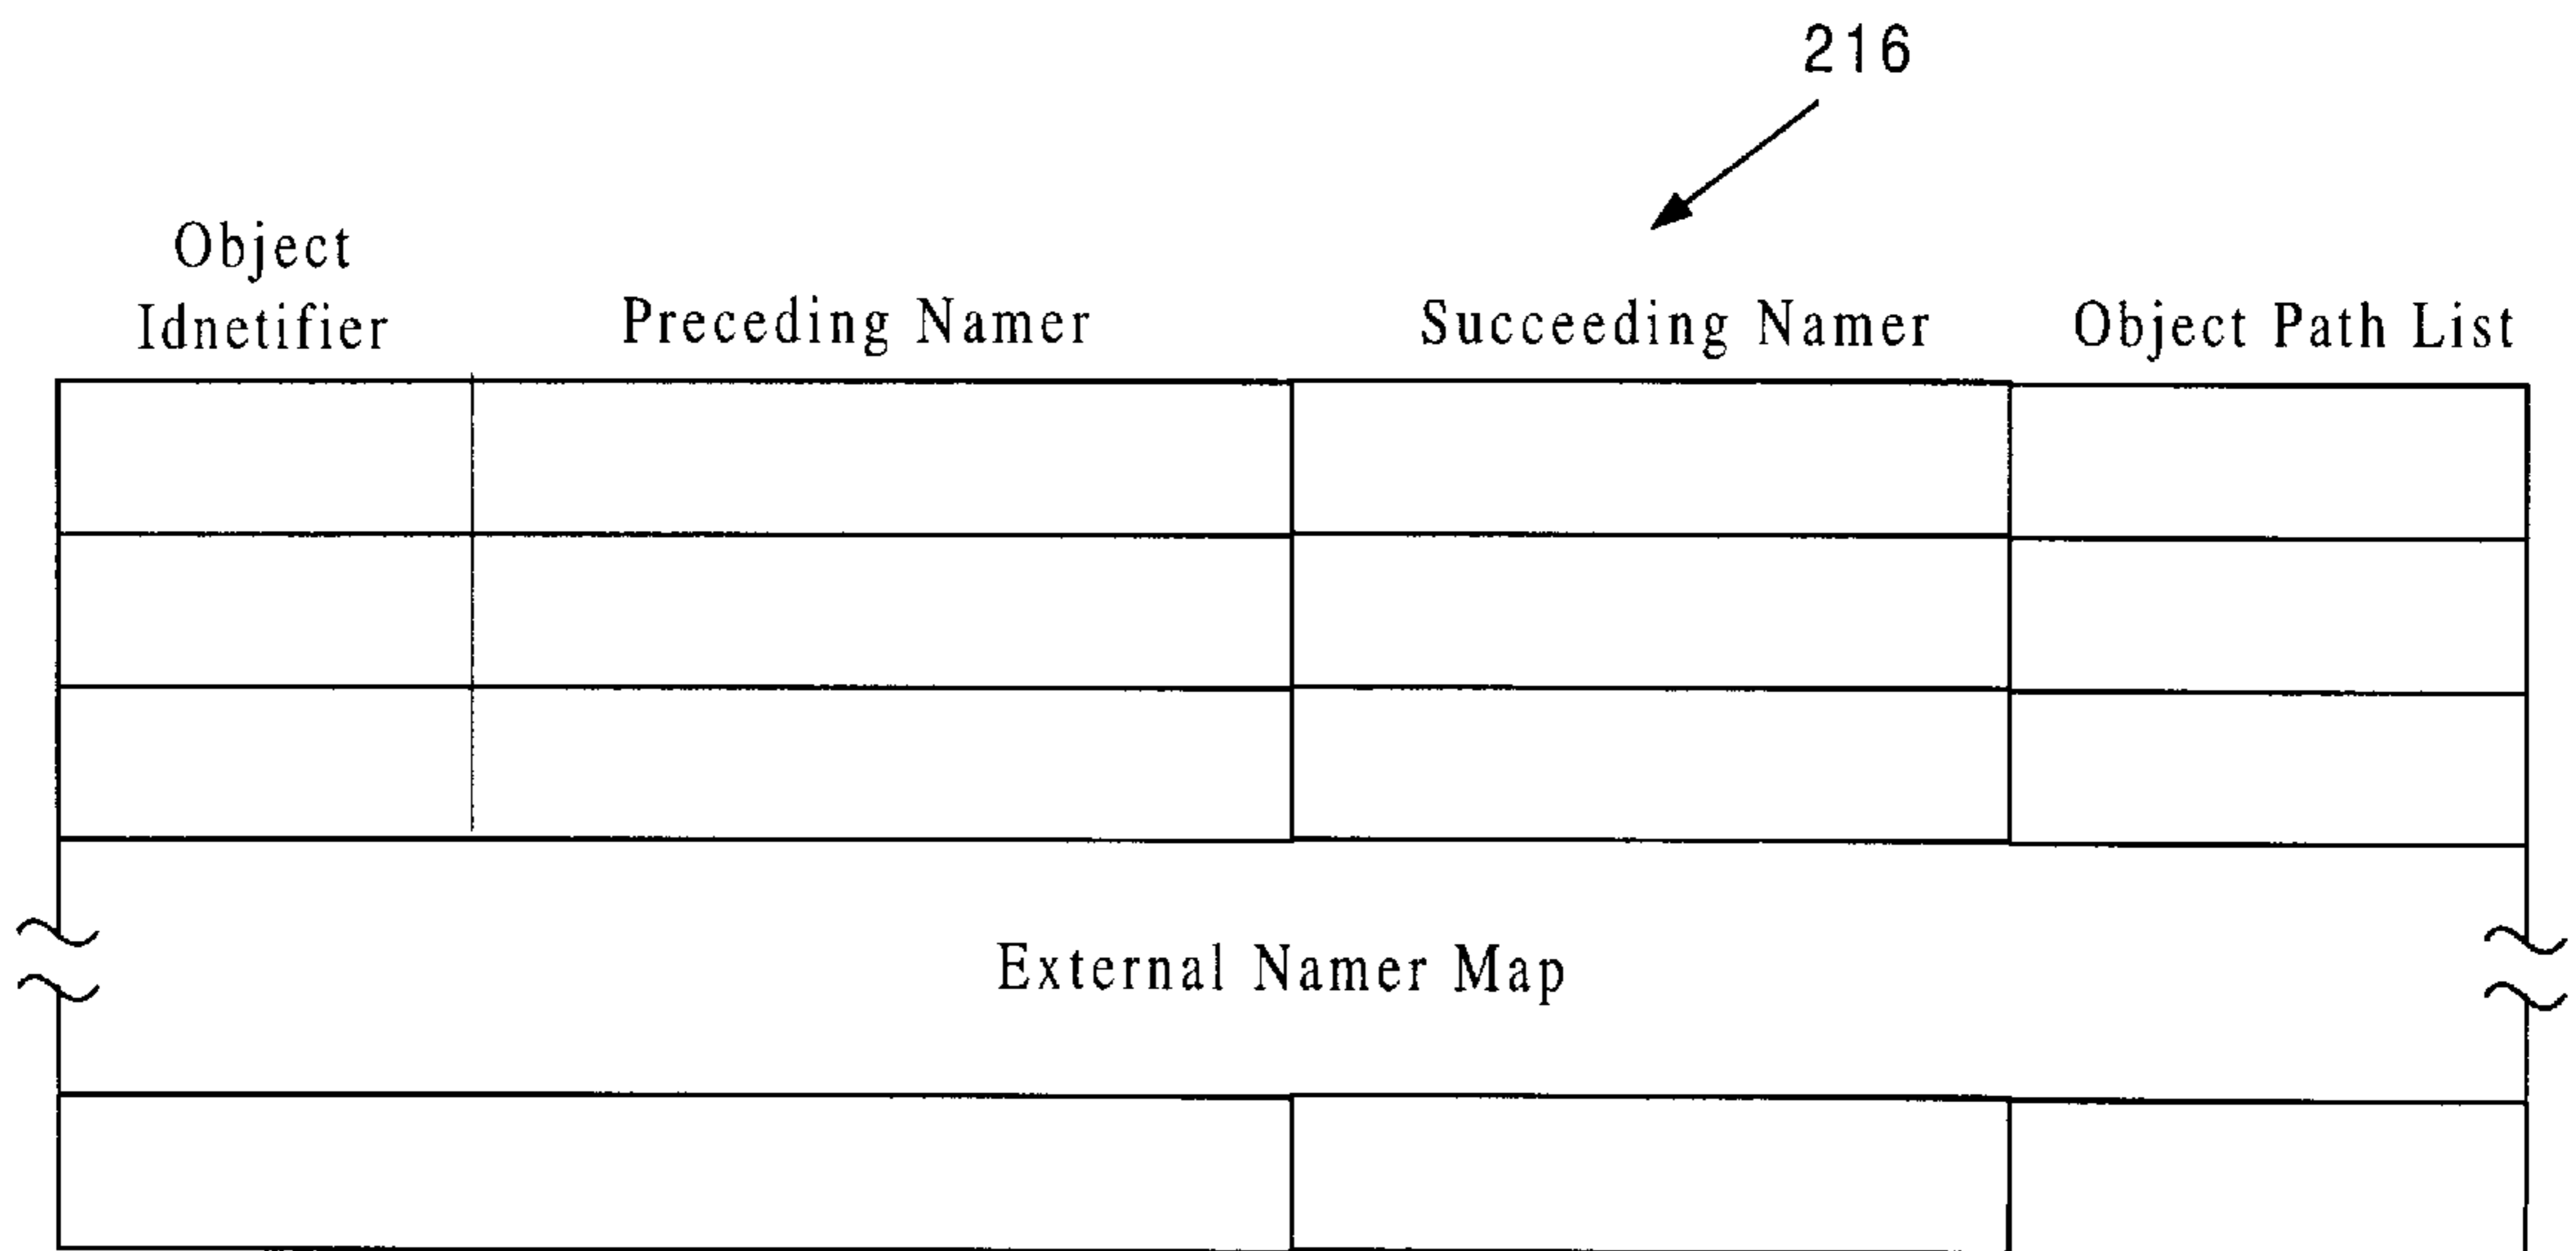 216
Object
Idnetifier
Preceding Namer
Succeeding Namer
Object Path List
External Namer Map